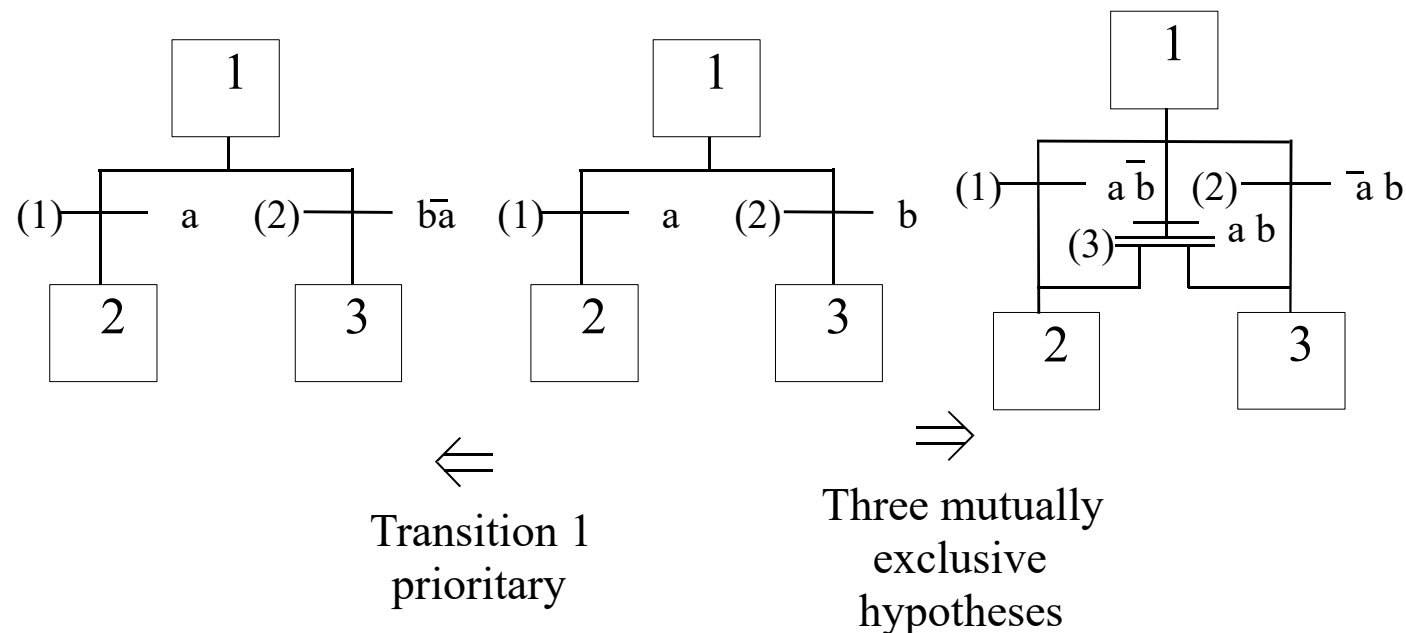 1
(1) a (2) ba̅
2 3
1
(1) a (2) b
2 3
1
(1) a b̅ (2) a̅ b
(3) a b
2 3
Transition 1
prioritary
Three mutually
exclusive
hypotheses